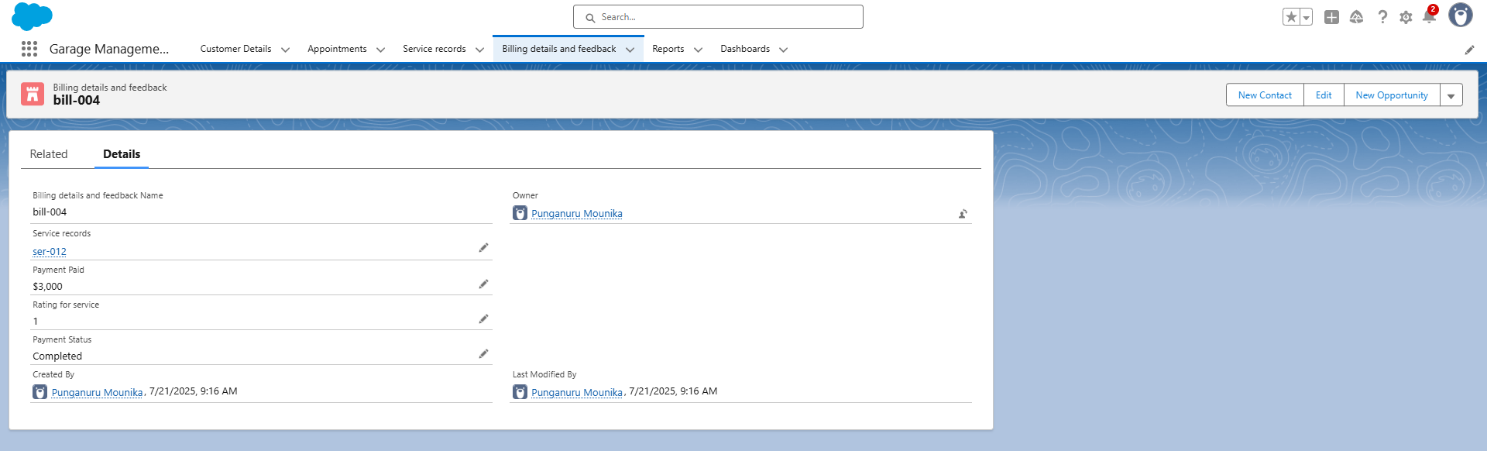 Search...
2
Garage Manageme... Customer Details Appointments Service records Billing details and feedback Reports Dashboards
Billing details and feedback
bill-004
New Contact Edit New Opportunity
Related Details
Billing details and feedback Name
bill-004
Owner
Punganuru Mounika
Service records
ser-012
Payment Paid
$3,000
Rating for service
1
Payment Status
Completed
Created By
Punganuru Mounika, 7/21/2025, 9:16 AM
Last Modified By
Punganuru Mounika, 7/21/2025, 9:16 AM